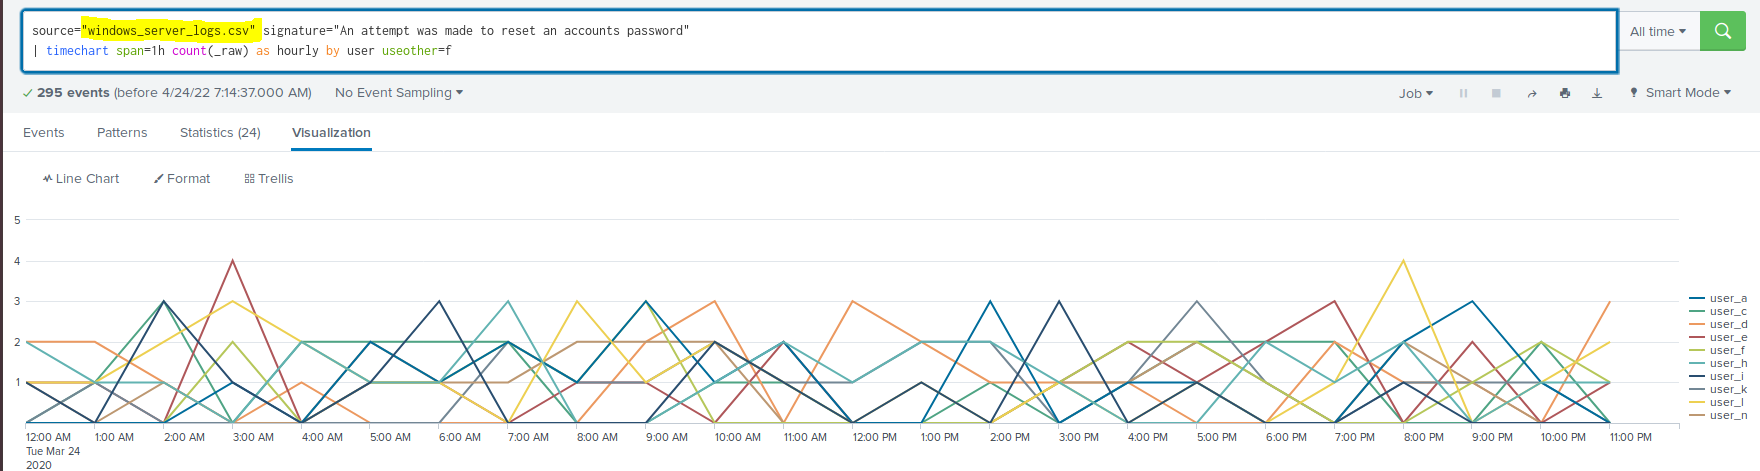 source="windows_server_logs.csv" signature="An attempt was made to reset an accounts password"
| timechart span=1h count(_raw) as hourly by user useother=f
All time
295 events (before 4/24/22 7:14:37.000 AM)
No Event Sampling
Job
Smart Mode
Events
Patterns
Statistics (24)
Visualization
Line Chart
Format
Trellis
5
4
3
2
1
12:00 AM
Tue Mar 24
2020
1:00 AM
2:00 AM
3:00 AM
4:00 AM
5:00 AM
6:00 AM
7:00 AM
8:00 AM
9:00 AM
10:00 AM
11:00 AM
12:00 PM
1:00 PM
2:00 PM
3:00 PM
4:00 PM
5:00 PM
6:00 PM
7:00 PM
8:00 PM
9:00 PM
10:00 PM
11:00 PM
user_a
user_c
user_d
user_e
user_f
user_h
user_i
user_k
user_l
user_n